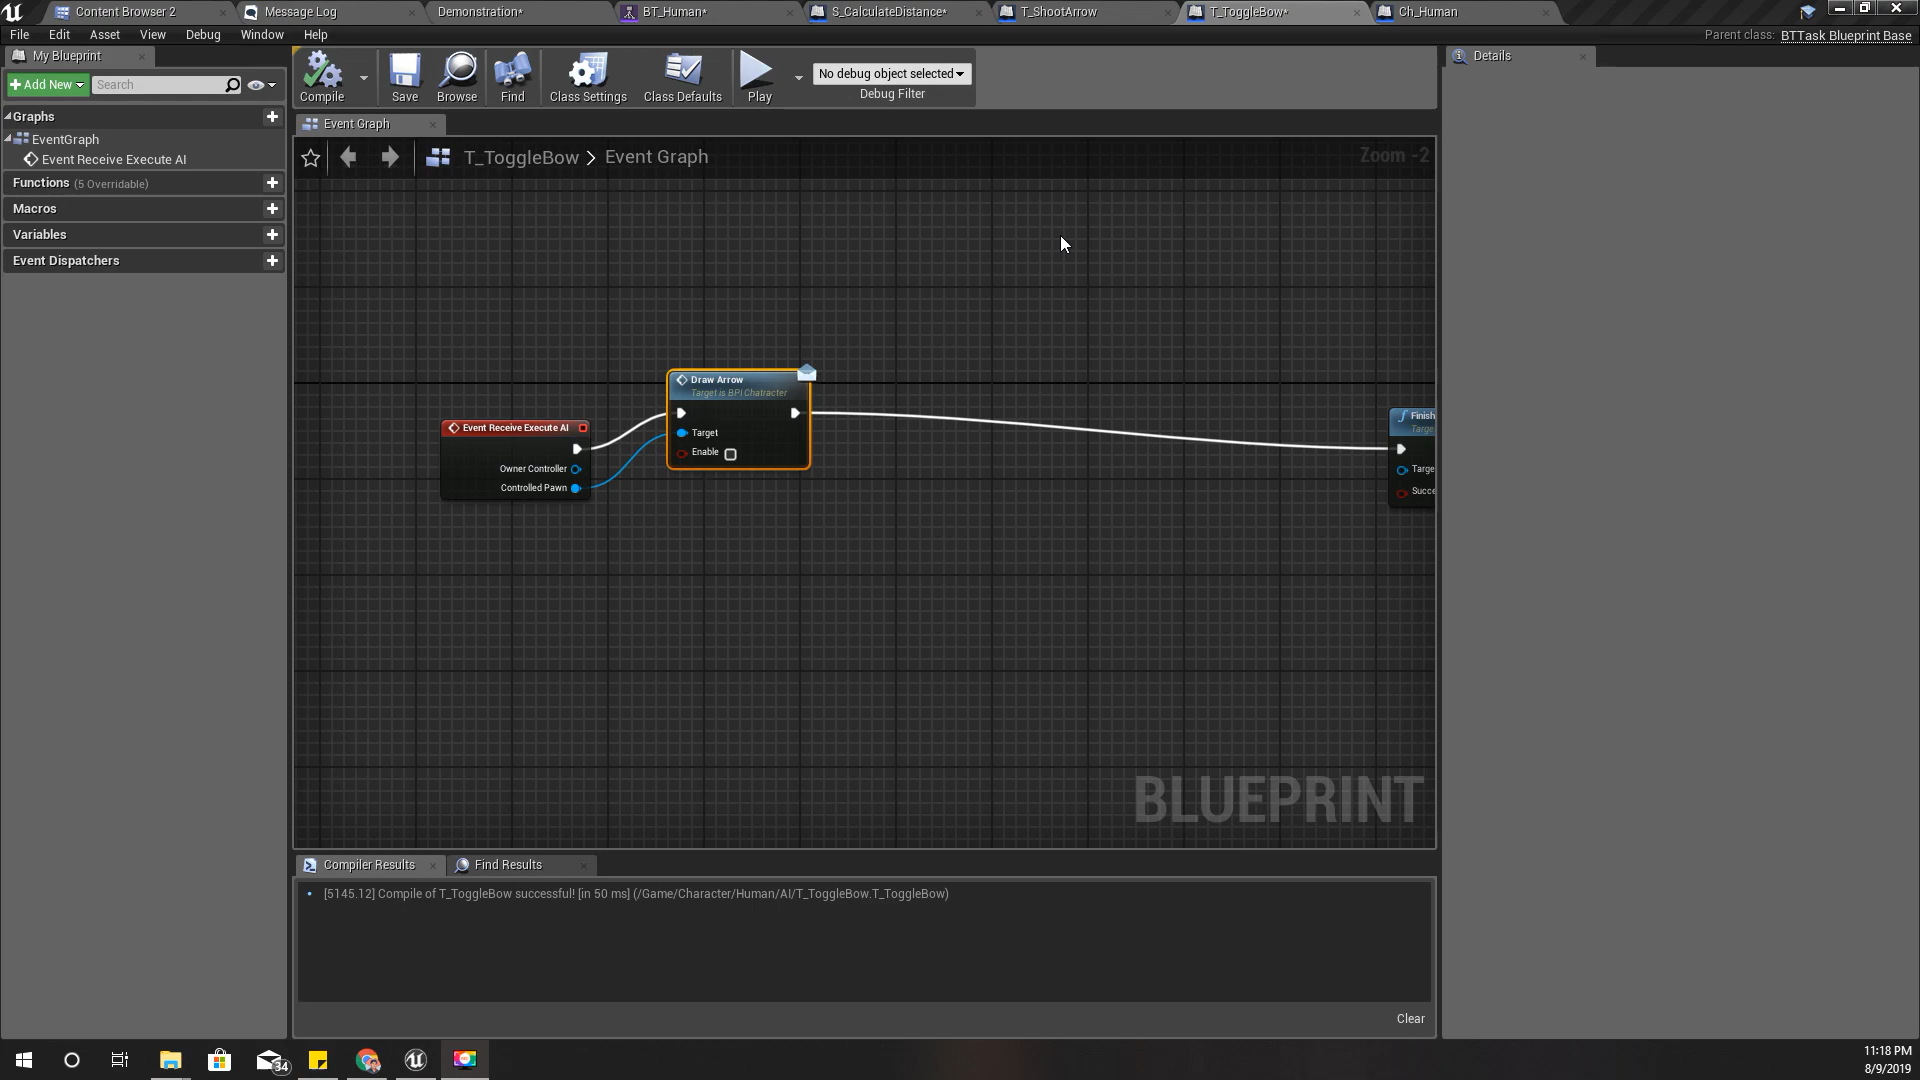 Content Browser 2
Message Log
Demonstration*
BT_Human*
S_CalculateDistance*
T_ShootArrow
T_ToggleBow*
Ch_Human
File Edit Asset View Debug Window Help
Parent class: BTTask Blueprint Base
My Blueprint
Add New
Search
Graphs
EventGraph
Event Receive Execute AI
Functions (5 Overridable)
Macros
Variables
Event Dispatchers
Compile
Save
Browse
Find
Class Settings
Class Defaults
Play
No debug object selected
Debug Filter
Event Graph
T_ToggleBow > Event Graph
Zoom -2
Draw Arrow
Target is BPI Chatracter
Target
Enable
Event Receive Execute AI
Owner Controller
Controlled Pawn
Finish
Targe
Targe
Succe
BLUEPRINT
Compiler Results
Find Results
[5145.12] Compile of T_ToggleBow successful! [in 50 ms] (/Game/Character/Human/AI/T_ToggleBow.T_ToggleBow)
Clear
Details
34
11:18 PM
8/9/2019